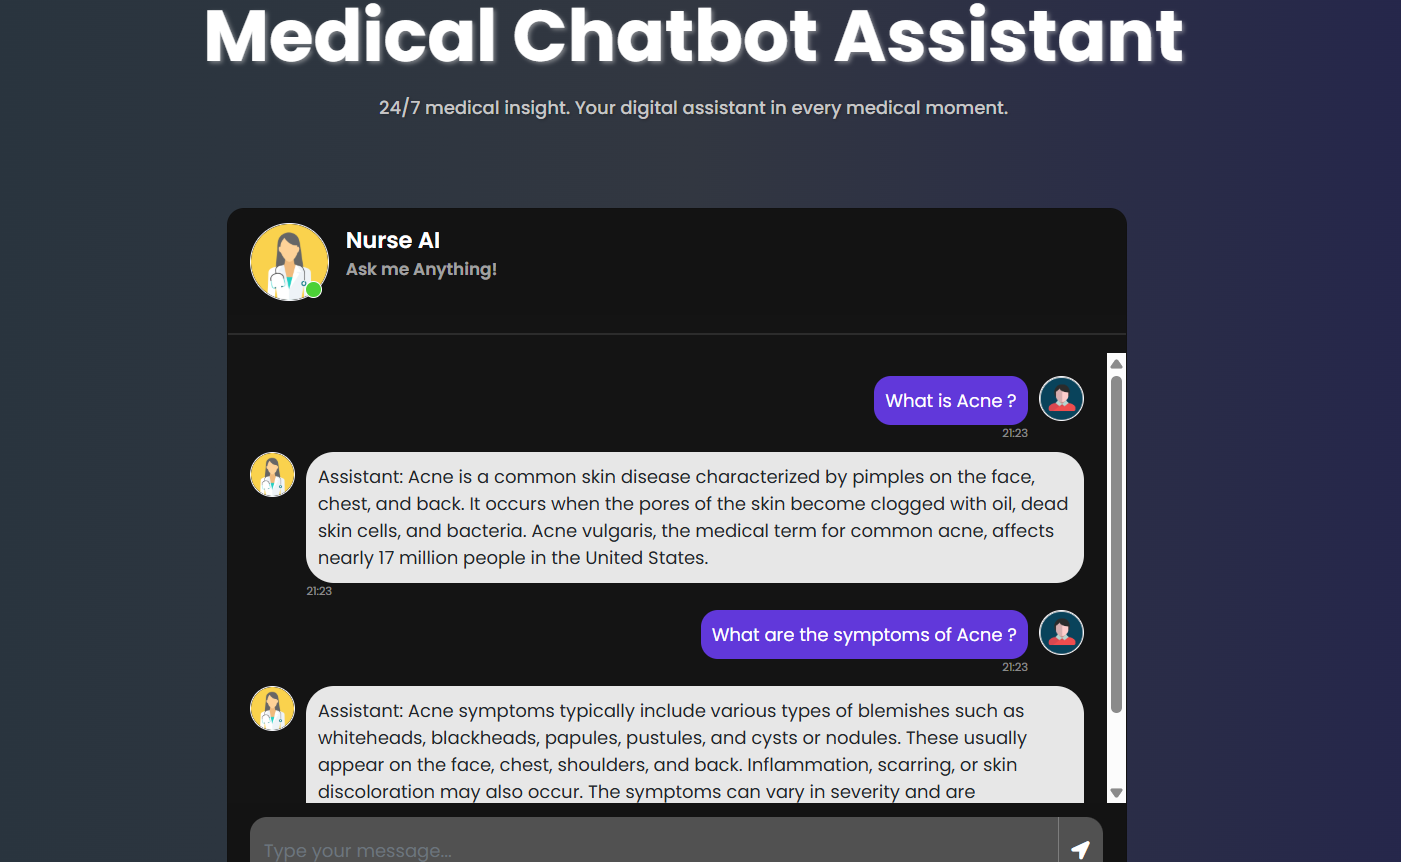 Medical Chatbot Assistant
24/7 medical insight. Your digital assistant in every medical moment.
Nurse AI
Ask me Anything!
What is Acne ?
21:23
Assistant: Acne is a common skin disease characterized by pimples on the face,
chest, and back. It occurs when the pores of the skin become clogged with oil, dead
skin cells, and bacteria. Acne vulgaris, the medical term for common acne, affects
nearly 17 million people in the United States.
21:23
What are the symptoms of Acne ?
21:23
Assistant: Acne symptoms typically include various types of blemishes such as
whiteheads, blackheads, papules, pustules, and cysts or nodules. These usually
appear on the face, chest, shoulders, and back. Inflammation, scarring, or skin
discoloration may also occur. The symptoms can vary in severity and are
Type your message...